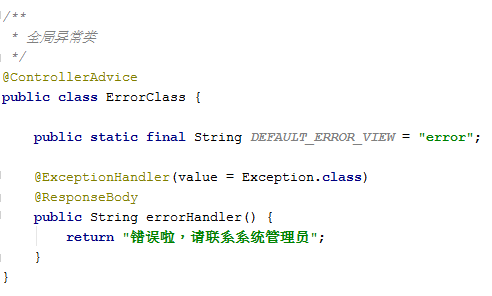 /**
 * 全局异常类
 */
@ControllerAdvice
public class ErrorClass {
    public static final String DEFAULT_ERROR_VIEW = "error";
    @ExceptionHandler(value = Exception.class)
    @ResponseBody
    public String errorHandler() {
        return "错误啦，请联系系统管理员";
    }
}